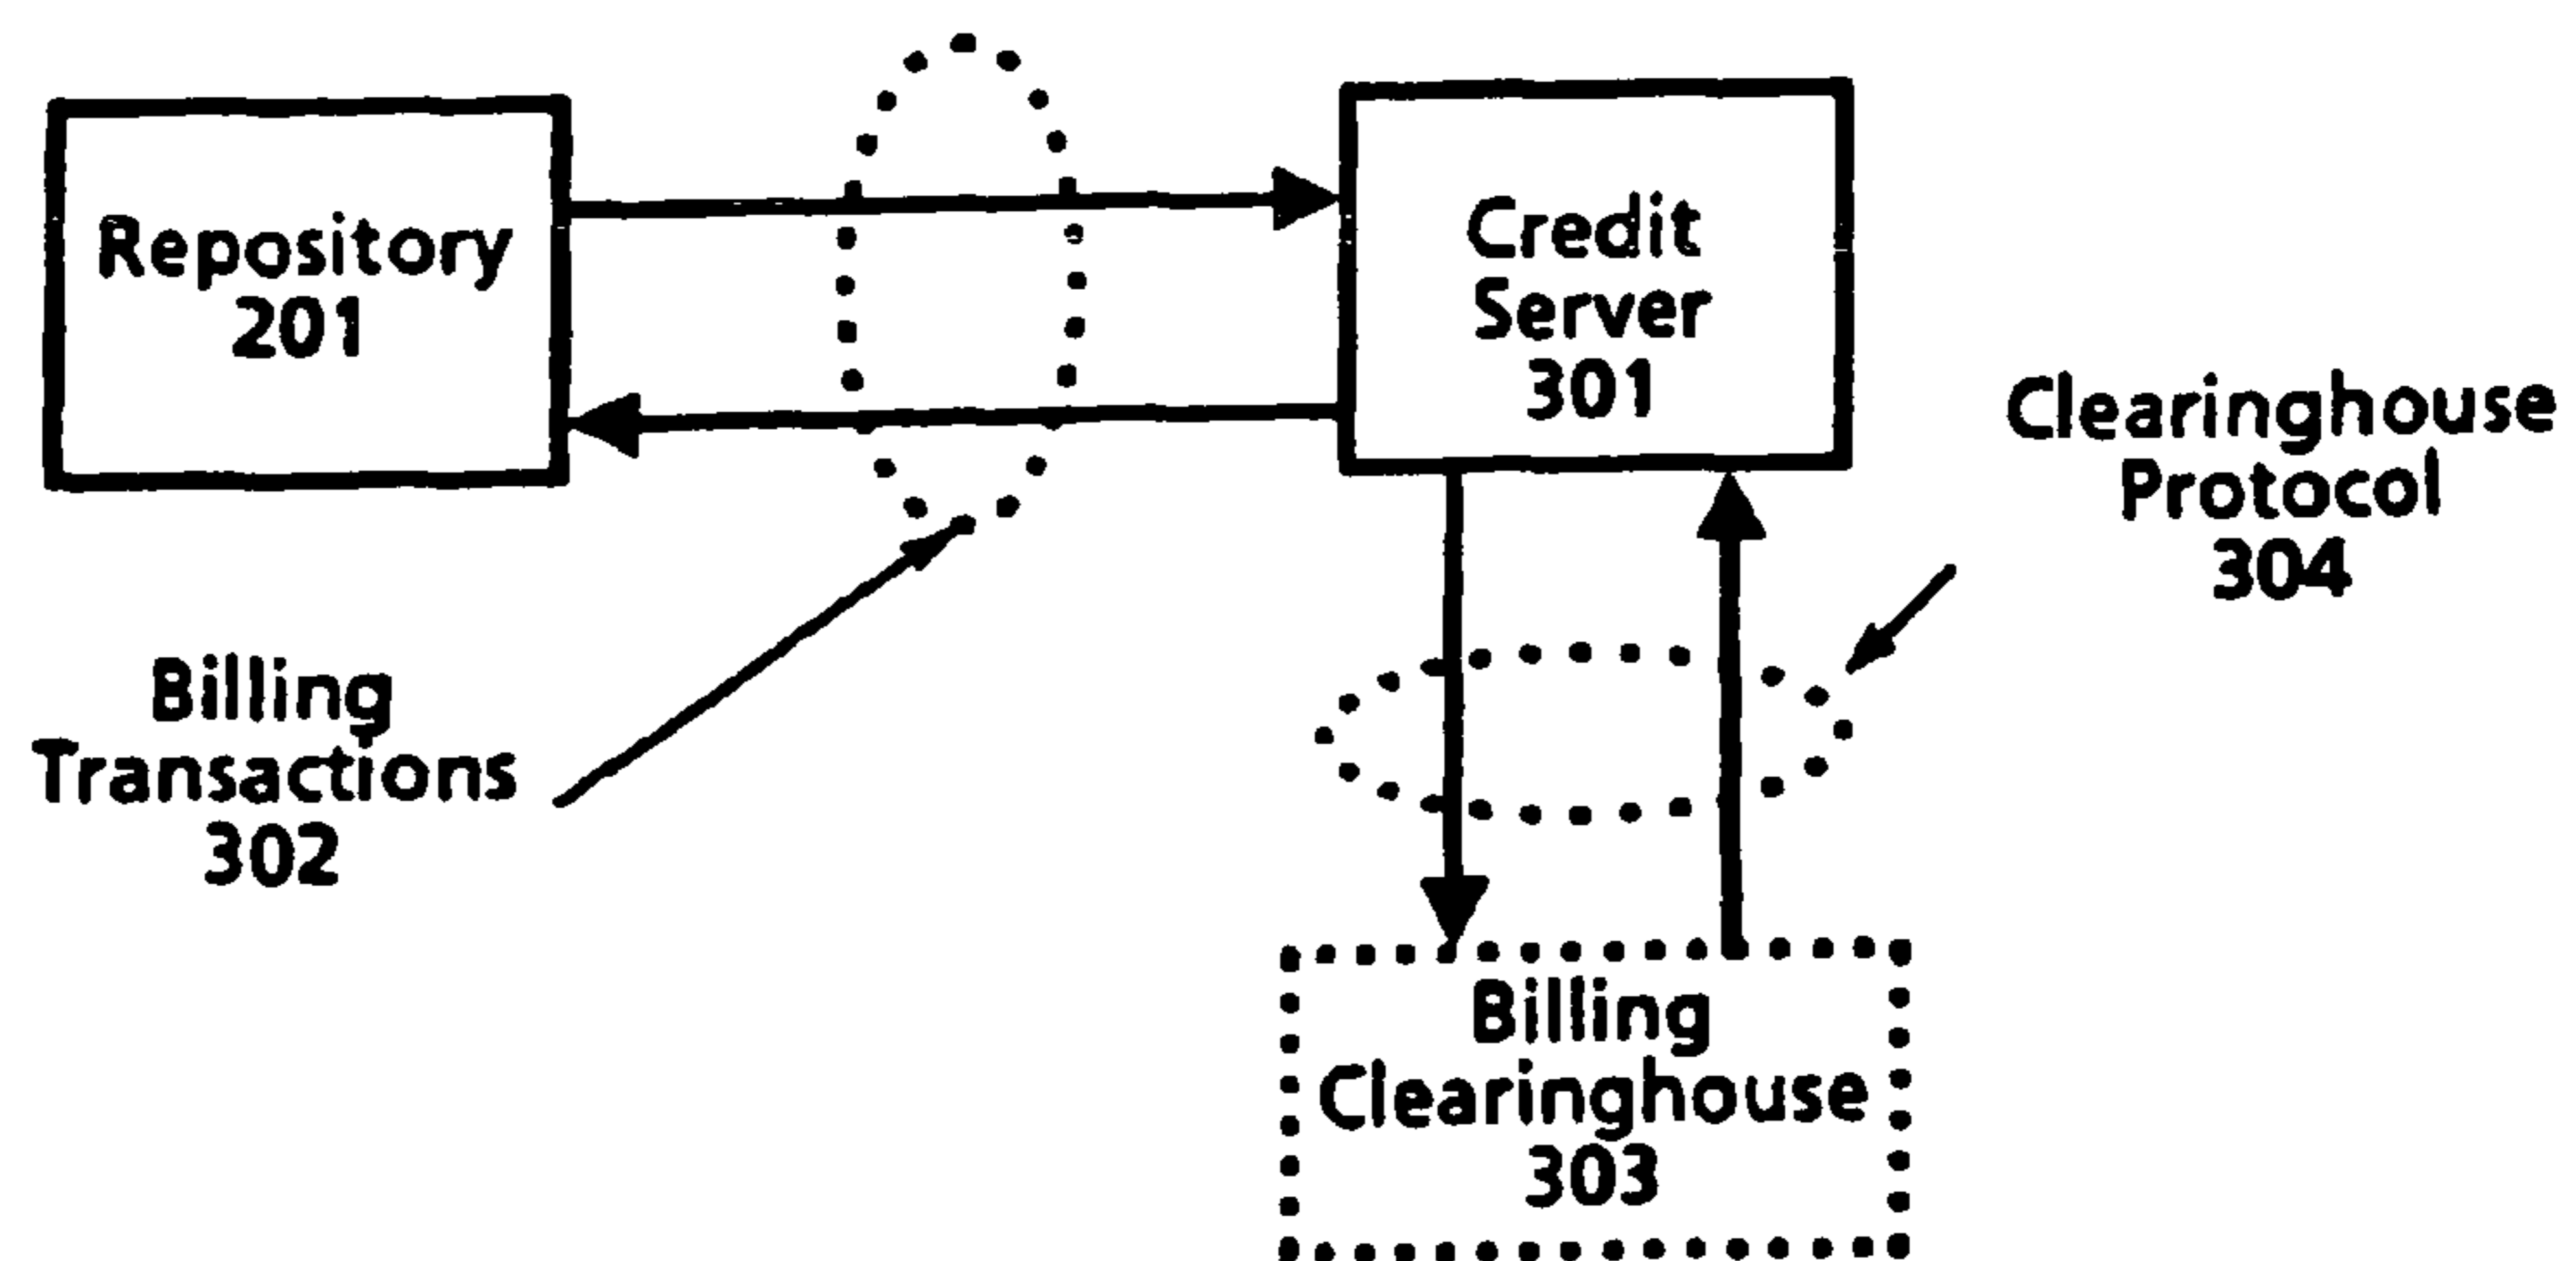 Repository
201
Credit
Server
301
Clearinghouse
Protocol
304
Billing
Transactions
302
Billing
Clearinghouse
303